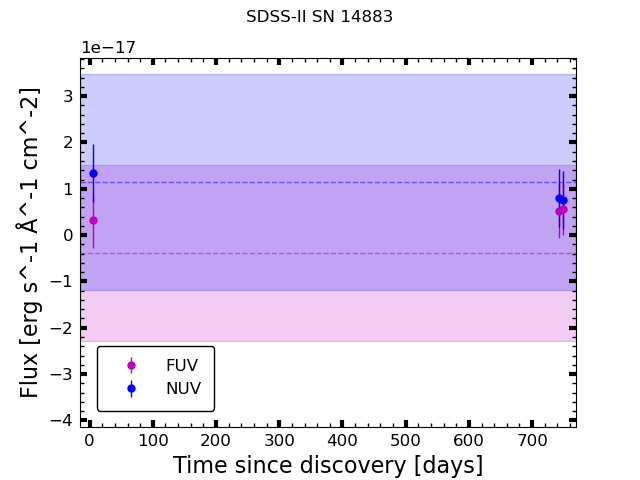 SDSS-II SN 14883
1e−17
Flux [erg s^-1 Å^-1 cm^-2]
3
2
1
0
−1
−2
−3
−4
FUV
NUV
0 100 200 300 400 500 600 700
Time since discovery [days]